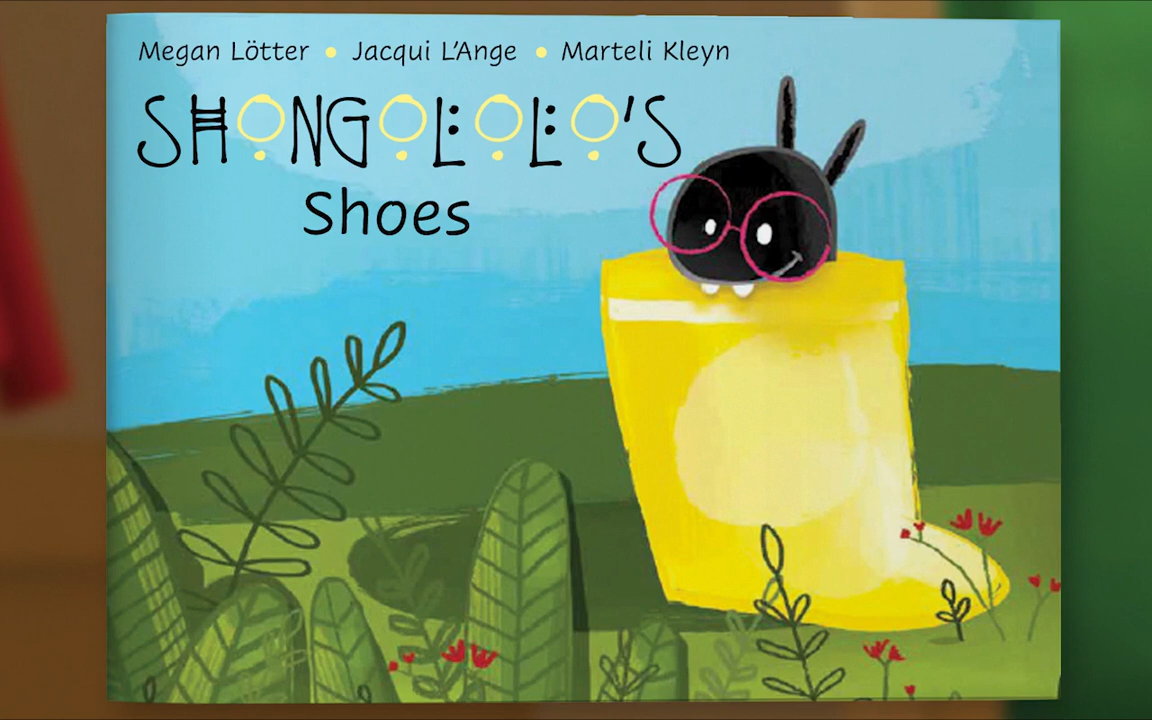 Megan Lötter • Jacqui L'Ange • Marteli Kleyn
SHONGOLOLO'S
Shoes